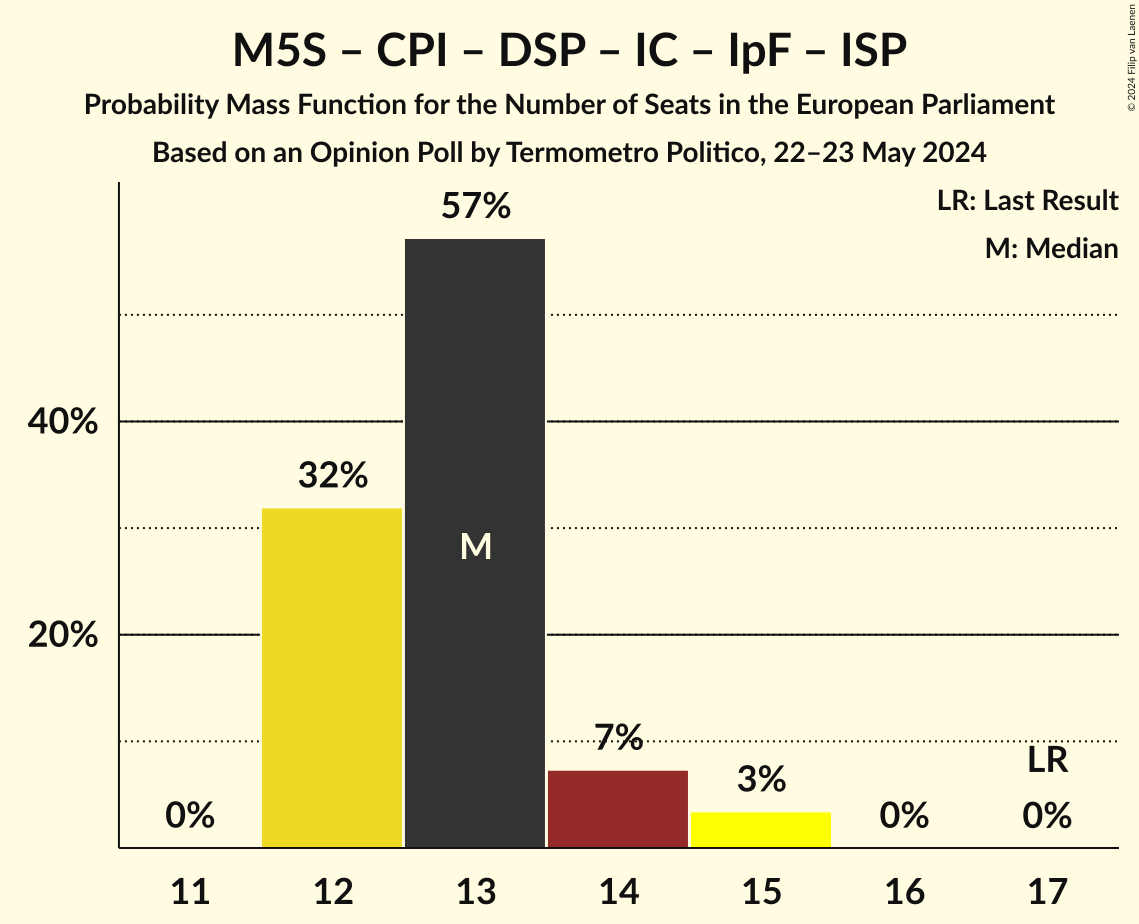 M5S – CPI – DSP – IC – IpF – ISP
Probability Mass Function for the Number of Seats in the European Parliament
Based on an Opinion Poll by Termometro Politico, 22–23 May 2024
© 2024 Filip van Laenen
LR: Last Result
M: Median
57%
40%
32%
M
20%
7%
3%
LR
0%
0%
0%
11
12
13
14
15
16
17